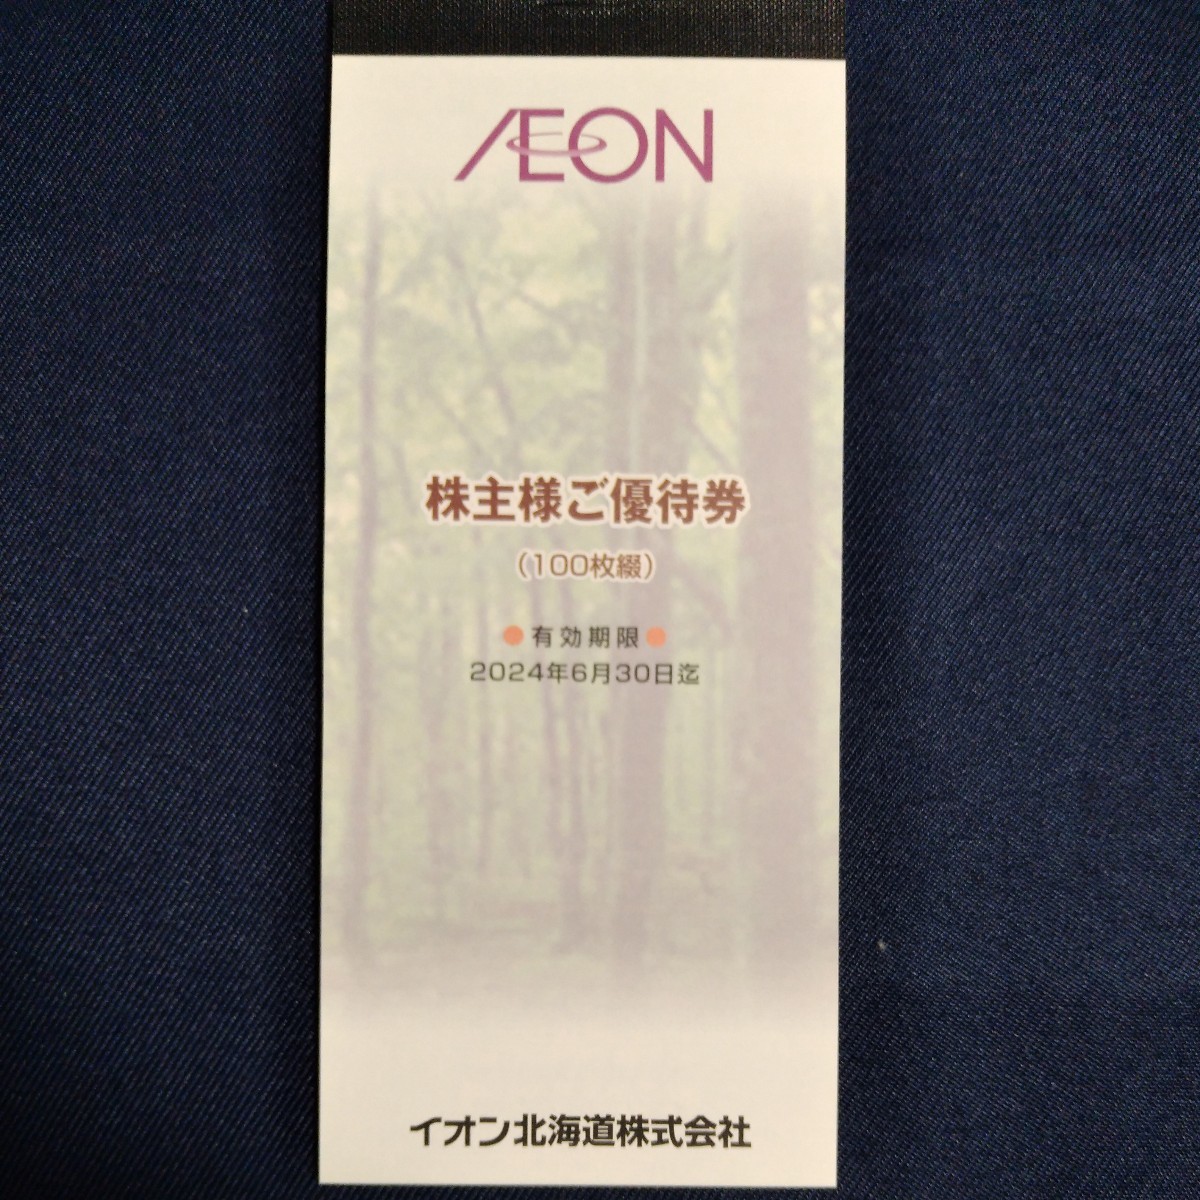 ÆON
株主様ご優待券
（100枚綴）
●有効期限●
2024年6月30日迄
イオン北海道株式会社